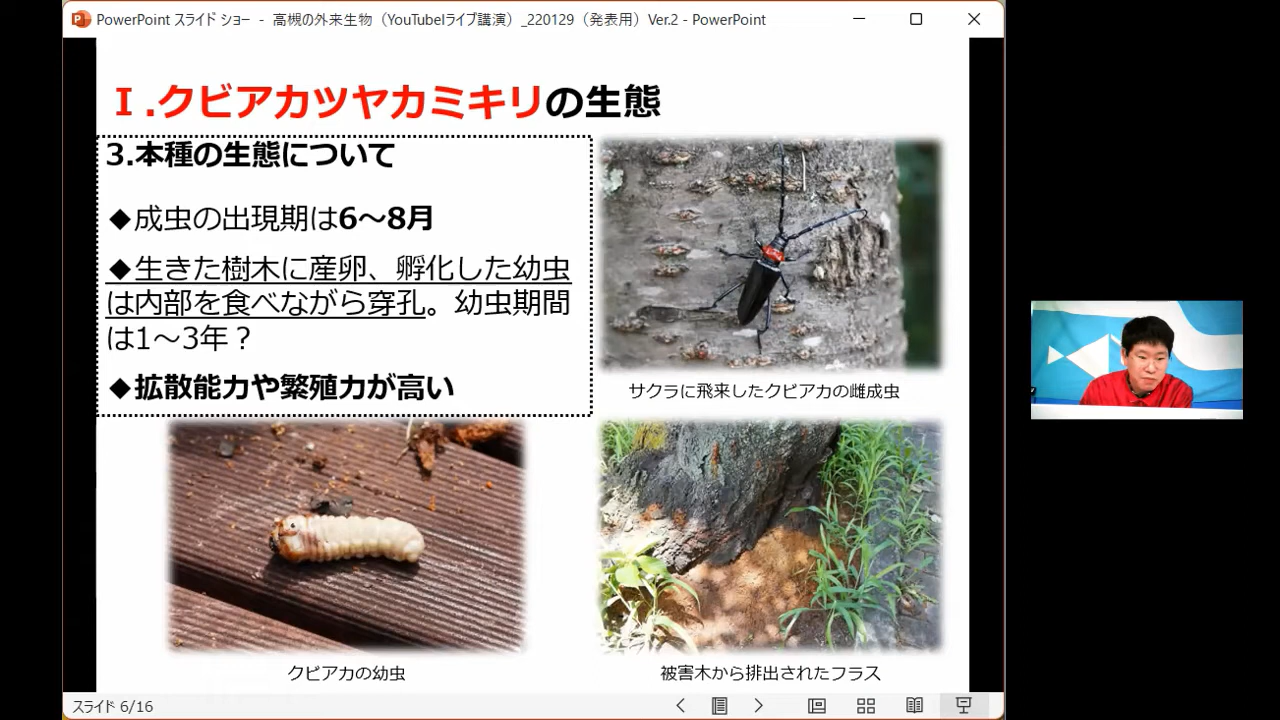 PowerPoint スライド ショー - 高槻の外来生物（YouTubeIライブ講演）_220129（発表用）Ver.2 - PowerPoint
Ⅰ.クビアカツヤカミキリの生態
3.本種の生態について
◆成虫の出現期は6～8月
◆生きた樹木に産卵、孵化した幼虫
は内部を食べながら穿孔。幼虫期間
は1～3年？
◆拡散能力や繁殖力が高い
サクラに飛来したクビアカの雌成虫
クビアカの幼虫
被害木から排出されたフラス
スライド 6/16